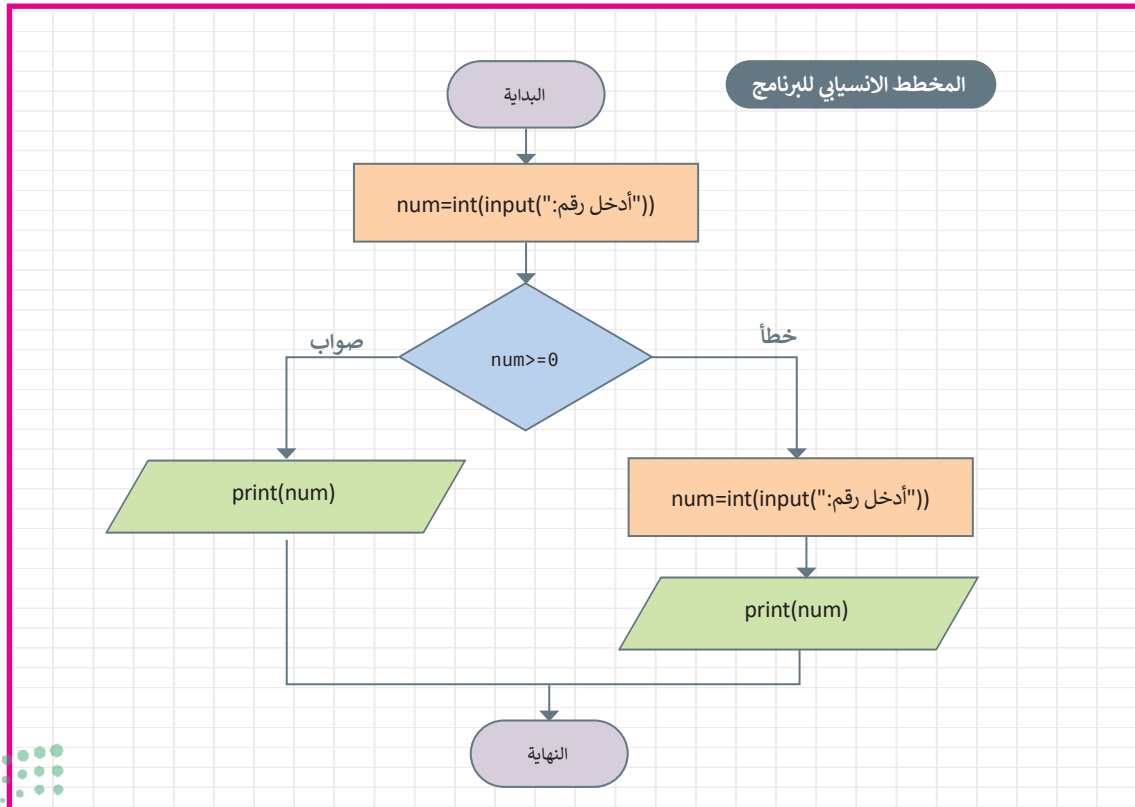 المخطط الانسيابي للبرنامج
البداية
num=int(input("أدخل رقم:"))
num>=0
صواب
خطأ
print(num)
num=int(input("أدخل رقم:"))
print(num)
النهاية